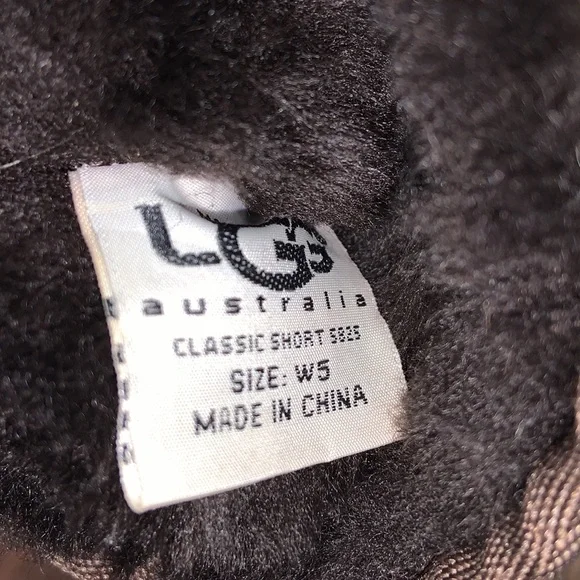 UGG
australia
CLASSIC SHORT 5825
SIZE: W5
MADE IN CHINA